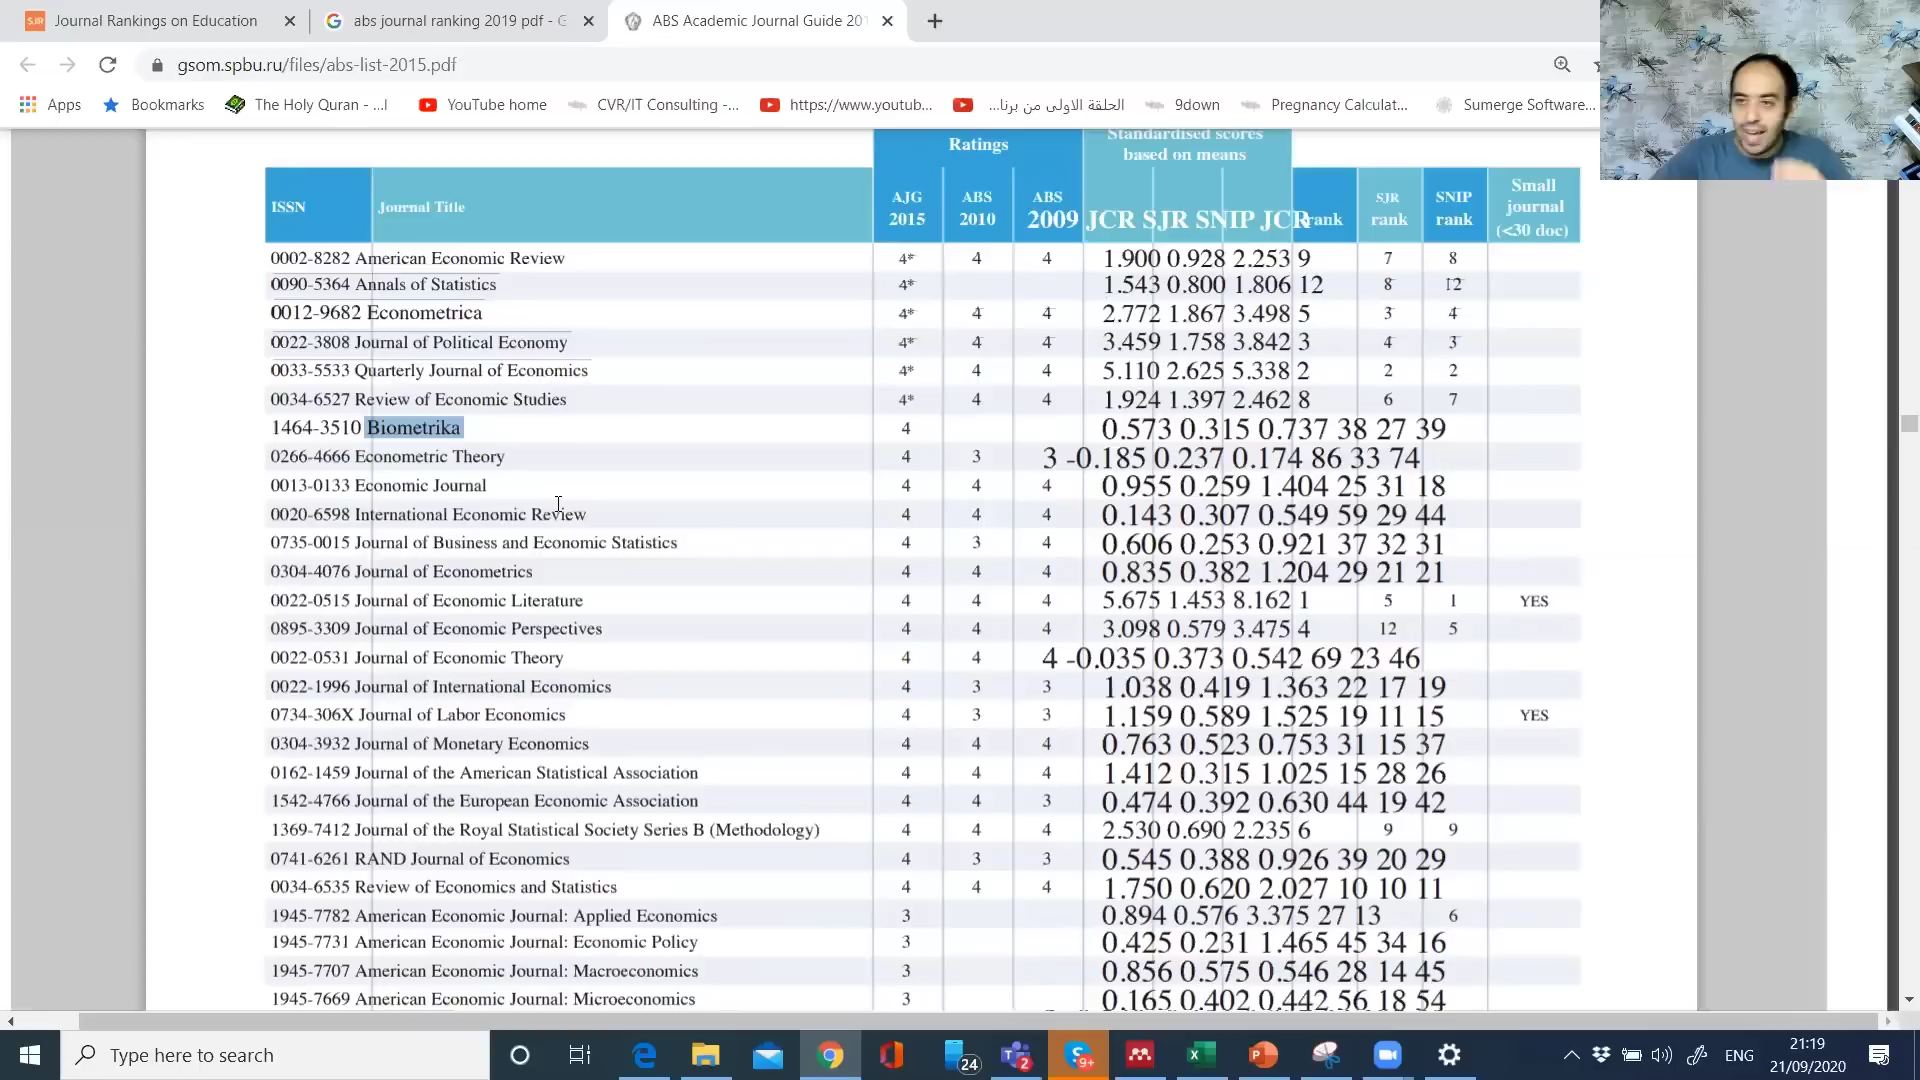 Journal Rankings on Education
abs journal ranking 2019 pdf - G
ABS Academic Journal Guide 201
gsom.spbu.ru/files/abs-list-2015.pdf
Apps
Bookmarks
The Holy Quran - ...l
YouTube home
CVR/IT Consulting -...
https://www.youtub...
الحلقة الاولى من برنا...
9down
Pregnancy Calculat...
Sumerge Software...
Ratings
Standardised scores
based on means
ISSN Journal Title AJG 2015 ABS 2010 ABS 2009 JCR SJR SNIP JCR rank SJR rank SNIP rank Small journal (<30 doc)
0002-8282 American Economic Review 4* 4 4 1.900 0.928 2.253 9 7 8
0090-5364 Annals of Statistics 4* 1.543 0.800 1.806 12 8 12
0012-9682 Econometrica 4* 4 4 2.772 1.867 3.498 5 3 4
0022-3808 Journal of Political Economy 4* 4 4 3.459 1.758 3.842 3 4 3
0033-5533 Quarterly Journal of Economics 4* 4 4 5.110 2.625 5.338 2 2 2
0034-6527 Review of Economic Studies 4* 4 4 1.924 1.397 2.462 8 6 7
1464-3510 Biometrika 4 0.573 0.315 0.737 38 27 39
0266-4666 Econometric Theory 4 3 3 -0.185 0.237 0.174 86 33 74
0013-0133 Economic Journal 4 4 4 0.955 0.259 1.404 25 31 18
0020-6598 International Economic Review 4 4 4 0.143 0.307 0.549 59 29 44
0735-0015 Journal of Business and Economic Statistics 4 3 4 0.606 0.253 0.921 37 32 31
0304-4076 Journal of Econometrics 4 4 4 0.835 0.382 1.204 29 21 21
0022-0515 Journal of Economic Literature 4 4 4 5.675 1.453 8.162 1 5 1 YES
0895-3309 Journal of Economic Perspectives 4 4 4 3.098 0.579 3.475 4 12 5
0022-0531 Journal of Economic Theory 4 4 4 -0.035 0.373 0.542 69 23 46
0022-1996 Journal of International Economics 4 3 3 1.038 0.419 1.363 22 17 19
0734-306X Journal of Labor Economics 4 3 3 1.159 0.589 1.525 19 11 15 YES
0304-3932 Journal of Monetary Economics 4 4 4 0.763 0.523 0.753 31 15 37
0162-1459 Journal of the American Statistical Association 4 4 4 1.412 0.315 1.025 15 28 26
1542-4766 Journal of the European Economic Association 4 4 3 0.474 0.392 0.630 44 19 42
1369-7412 Journal of the Royal Statistical Society Series B (Methodology) 4 4 4 2.530 0.690 2.235 6 9 9
0741-6261 RAND Journal of Economics 4 3 3 0.545 0.388 0.926 39 20 29
0034-6535 Review of Economics and Statistics 4 4 4 1.750 0.620 2.027 10 10 11
1945-7782 American Economic Journal: Applied Economics 3 0.894 0.576 3.375 27 13 6
1945-7731 American Economic Journal: Economic Policy 3 0.425 0.231 1.465 45 34 16
1945-7707 American Economic Journal: Macroeconomics 3 0.856 0.575 0.546 28 14 45
1945-7669 American Economic Journal: Microeconomics 3 0.165 0.402 0.442 56 18 54
Type here to search
24
2
9+
ENG
21:19
21/09/2020